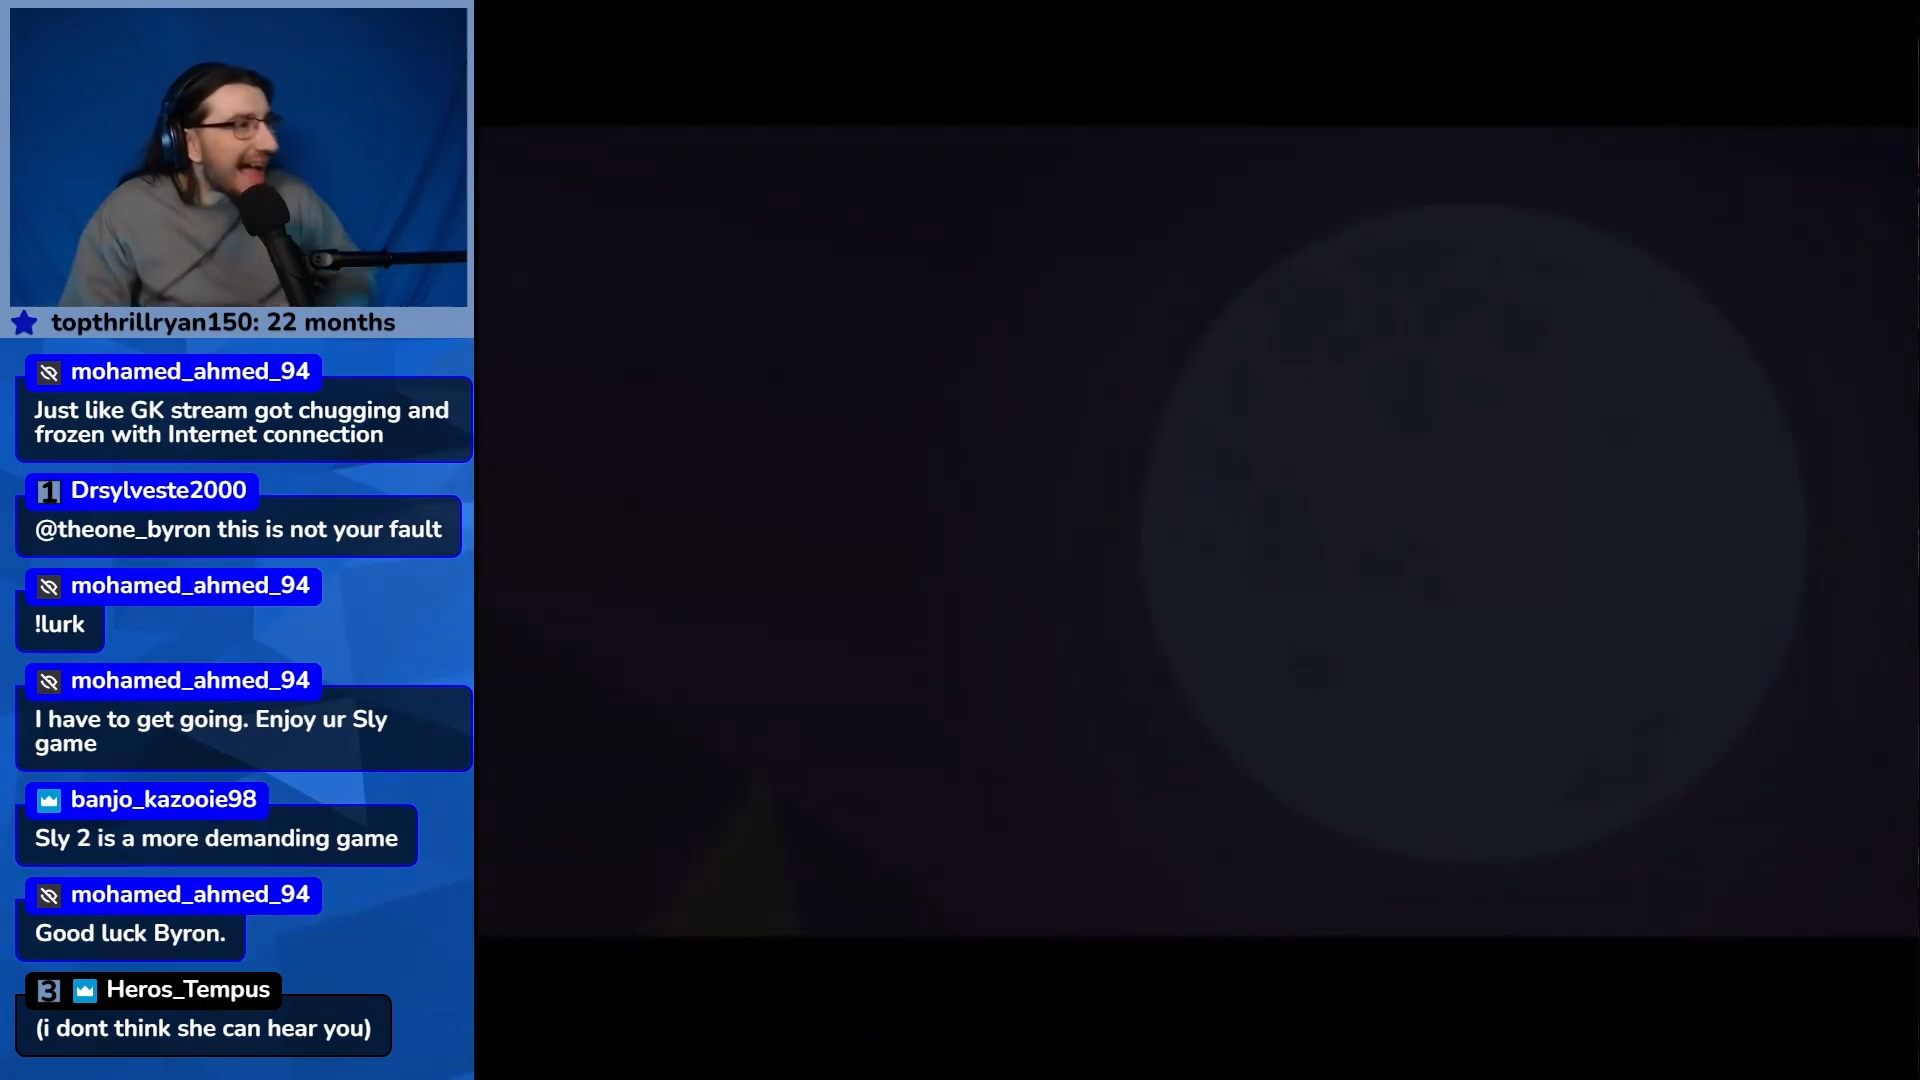 topthrillryan150: 22 months
mohamed_ahmed_94
Just like GK stream got chugging and
frozen with Internet connection
1 Drsylveste2000
@theone_byron this is not your fault
mohamed_ahmed_94
!lurk
mohamed_ahmed_94
I have to get going. Enjoy ur Sly
game
banjo_kazooie98
Sly 2 is a more demanding game
mohamed_ahmed_94
Good luck Byron.
3 Heros_Tempus
(i dont think she can hear you)